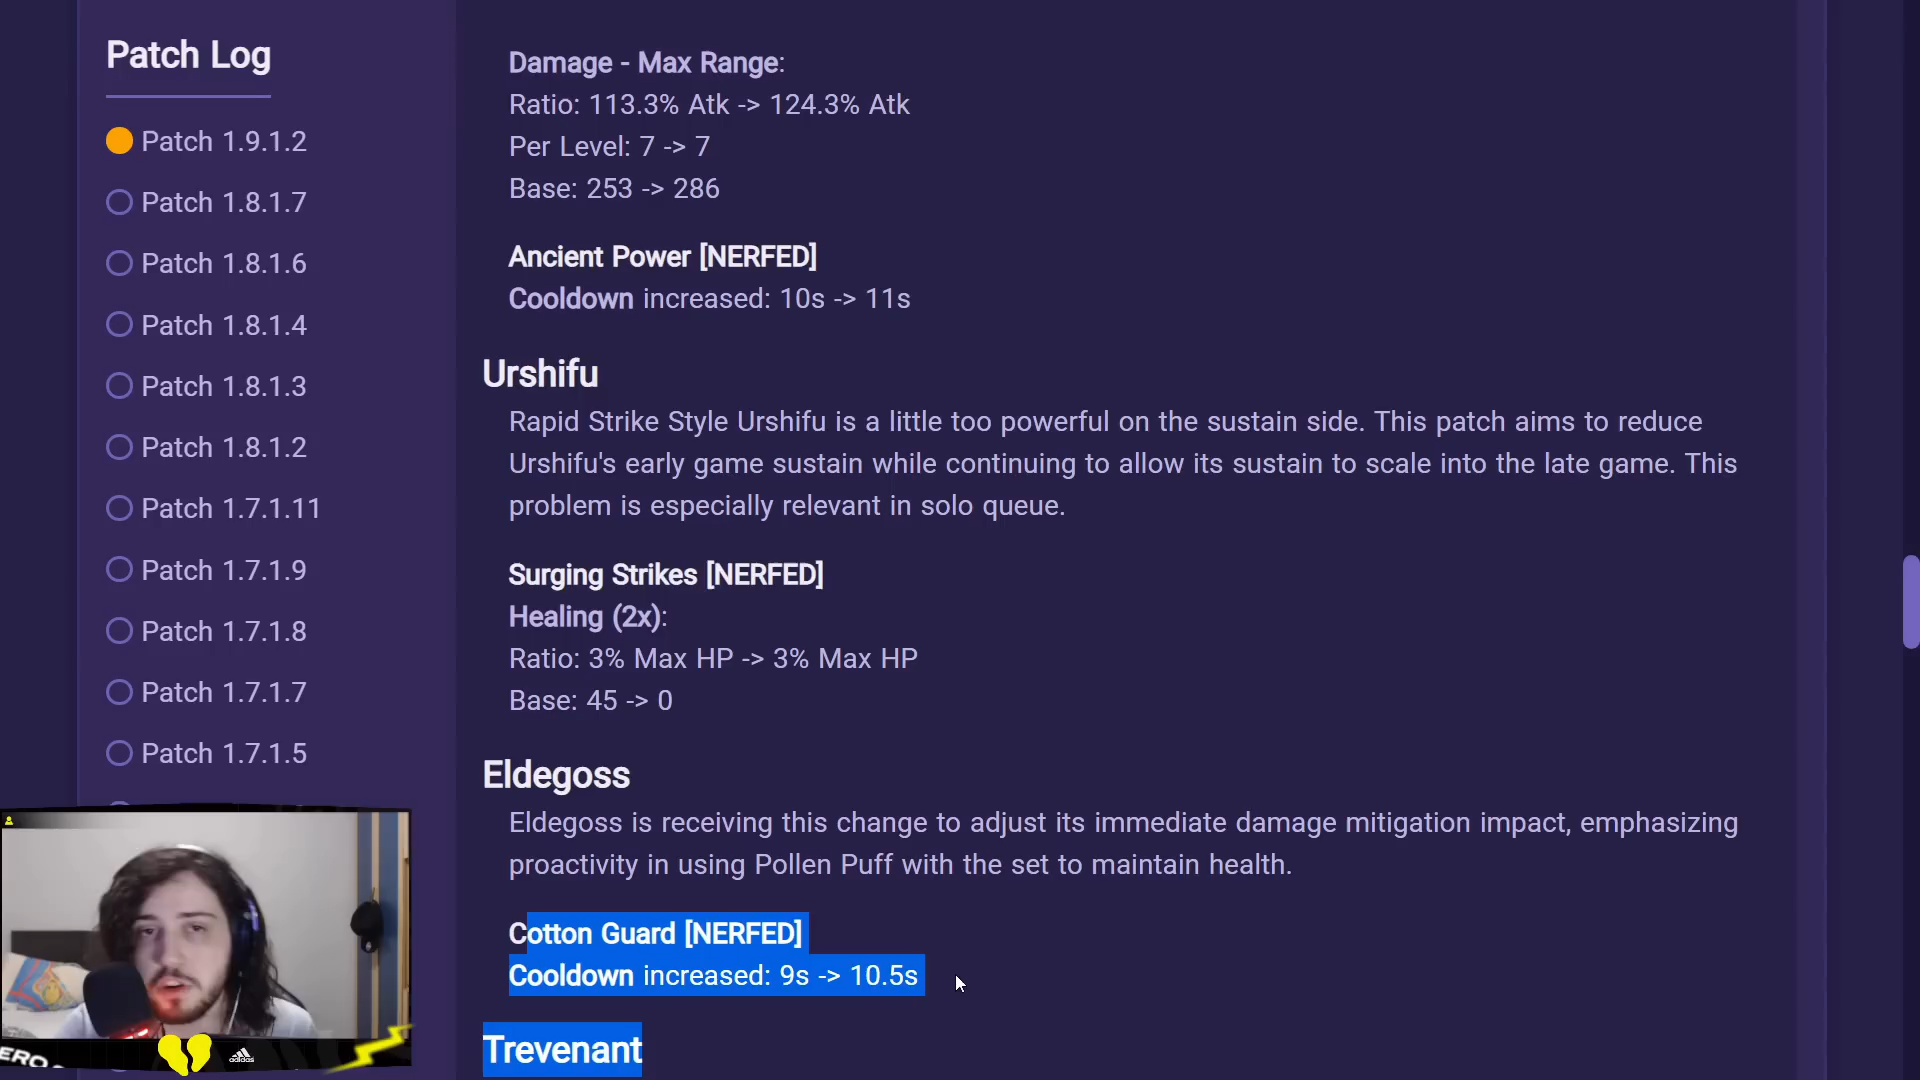 Patch Log
Patch 1.9.1.2
Patch 1.8.1.7
Patch 1.8.1.6
Patch 1.8.1.4
Patch 1.8.1.3
Patch 1.8.1.2
Patch 1.7.1.11
Patch 1.7.1.9
Patch 1.7.1.8
Patch 1.7.1.7
Patch 1.7.1.5
Damage - Max Range:
Ratio: 113.3% Atk -> 124.3% Atk
Per Level: 7 -> 7
Base: 253 -> 286
Ancient Power [NERFED]
Cooldown increased: 10s -> 11s
Urshifu
Rapid Strike Style Urshifu is a little too powerful on the sustain side. This patch aims to reduce
Urshifu's early game sustain while continuing to allow its sustain to scale into the late game. This
problem is especially relevant in solo queue.
Surging Strikes [NERFED]
Healing (2x):
Ratio: 3% Max HP -> 3% Max HP
Base: 45 -> 0
Eldegoss
Eldegoss is receiving this change to adjust its immediate damage mitigation impact, emphasizing
proactivity in using Pollen Puff with the set to maintain health.
Cotton Guard [NERFED]
Cooldown increased: 9s -> 10.5s
Trevenant
ERO
adidas